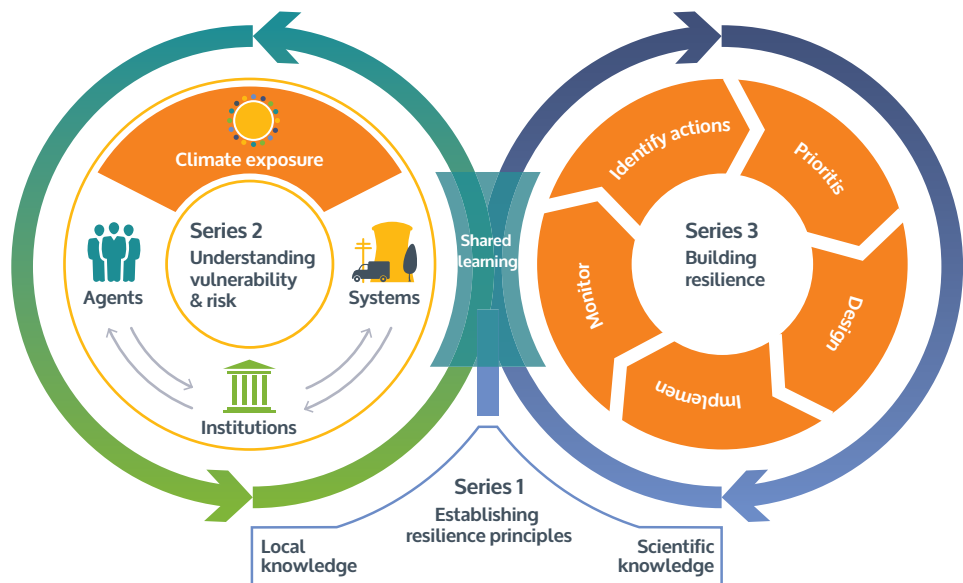 Climate exposure
Series 2
Understanding
vulnerability
& risk
Agents
Systems
Institutions
Shared
learning
Identify actions
Prioritis
Design
Implemen
Monitor
Series 3
Building
resilience
Series 1
Establishing
resilience principles
Local
knowledge
Scientific
knowledge